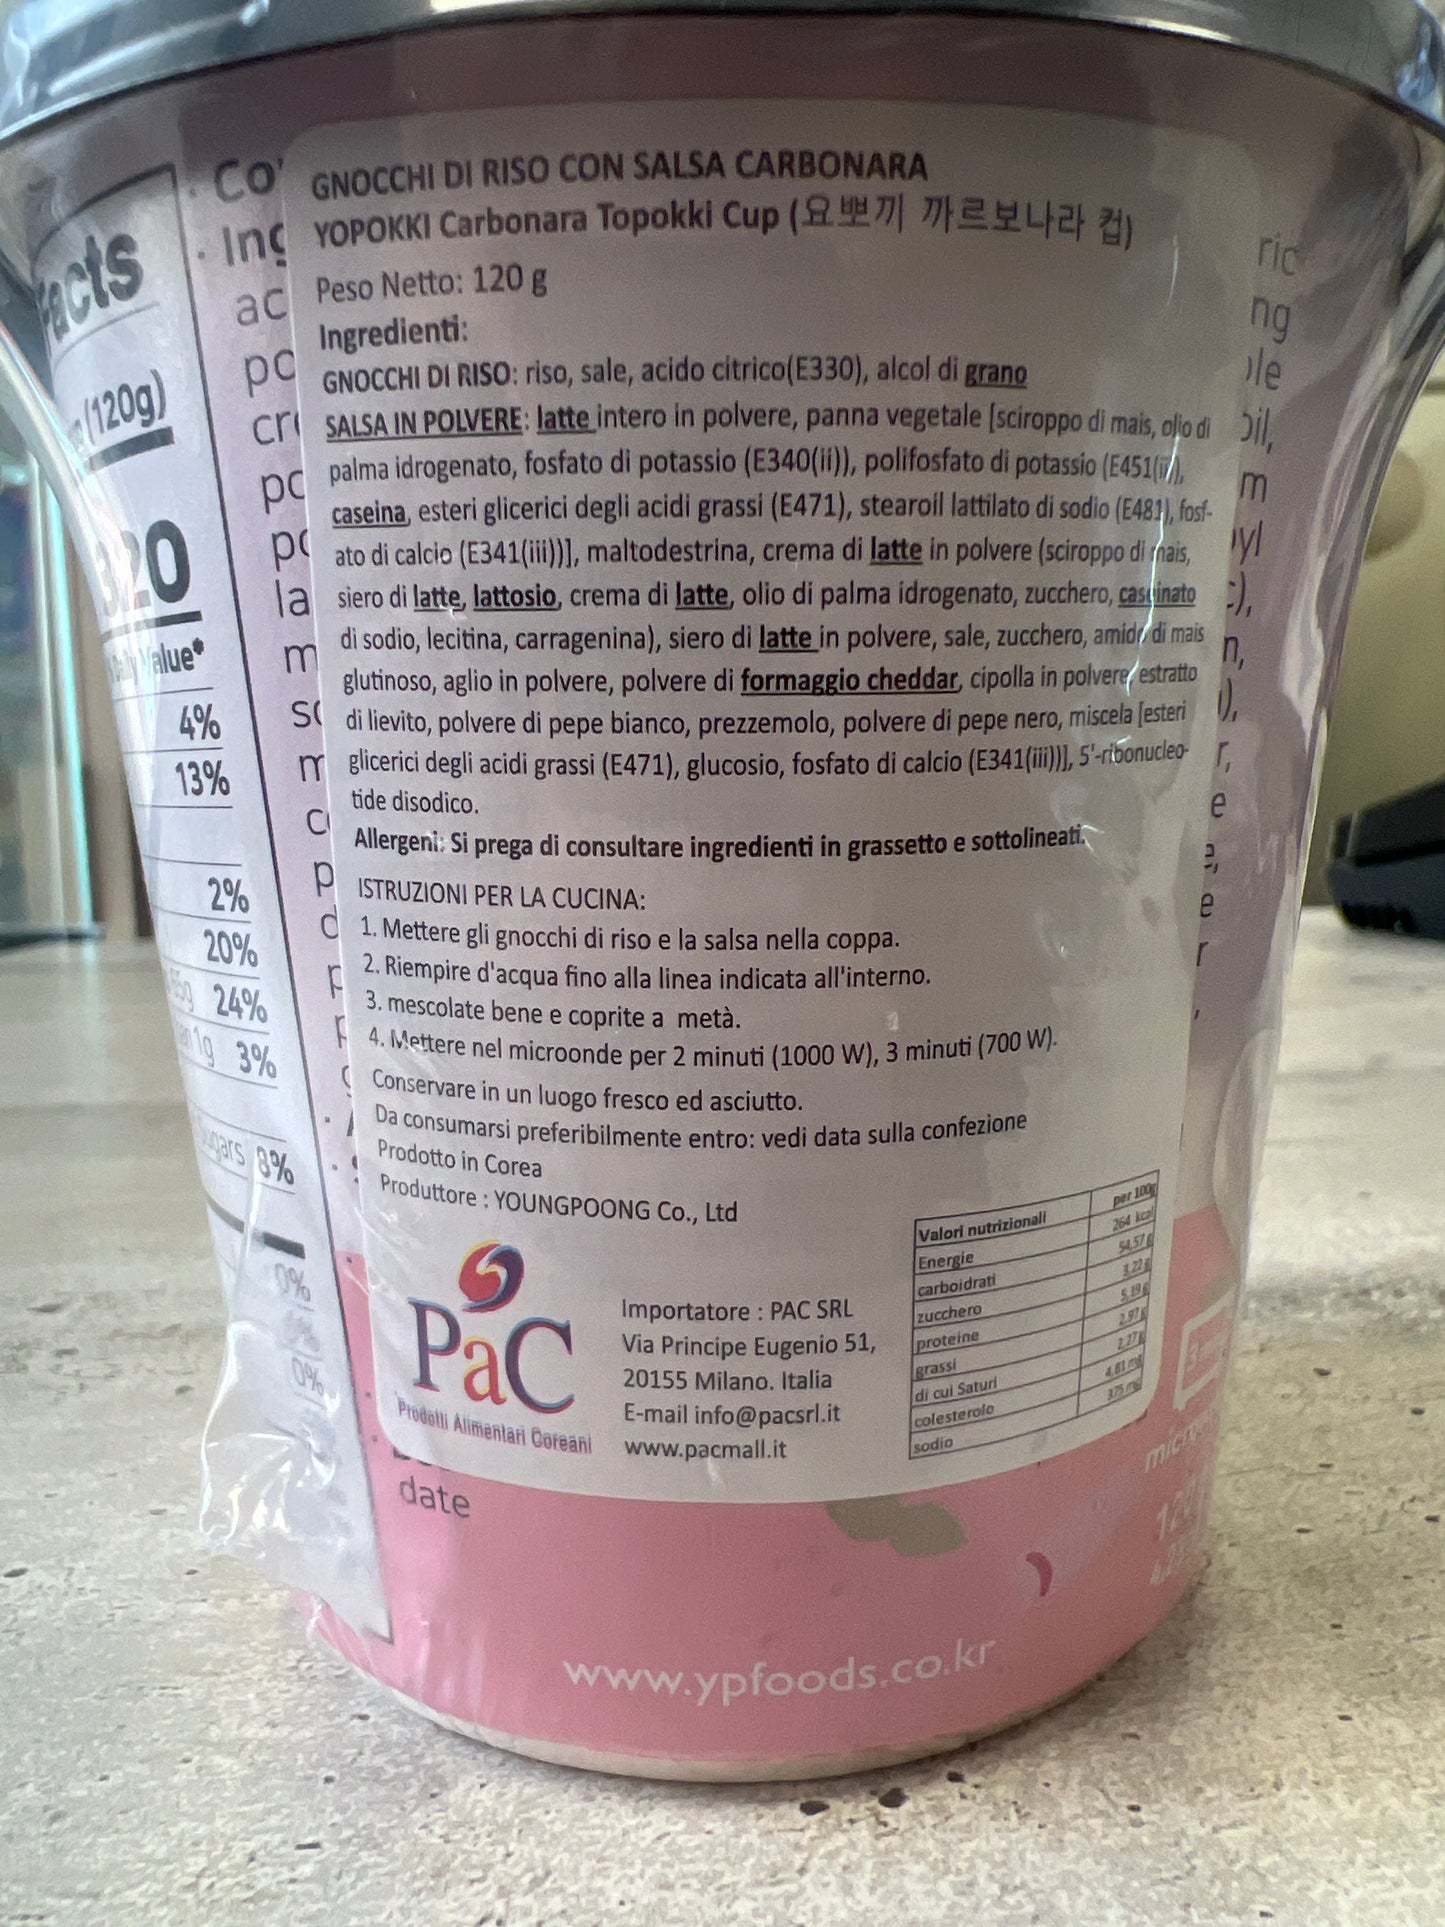 GNOCCHI DI RISO CON SALSA CARBONARA
YOPOKKI Carbonara Topokki Cup (요뽀끼 까르보나라 컵)
Peso Netto: 120 g
Ingredienti:
GNOCCHI DI RISO: riso, sale, acido citrico(E330), alcol di grano
SALSA IN POLVERE: latte intero in polvere, panna vegetale [sciroppo di mais, olio di
palma idrogenato, fosfato di potassio (E340(ii)), polifosfato di potassio (E451(ii)),
caseina, esteri glicerici degli acidi grassi (E471), stearoil lattilato di sodio (E481), fosf-
ato di calcio (E341(iii))], maltodestrina, crema di latte in polvere (sciroppo di mais,
siero di latte, lattosio, crema di latte, olio di palma idrogenato, zucchero, caseinato
di sodio, lecitina, carragenina), siero di latte in polvere, sale, zucchero, amido di mais
glutinoso, aglio in polvere, polvere di formaggio cheddar, cipolla in polvere, estratto
di lievito, polvere di pepe bianco, prezzemolo, polvere di pepe nero, miscela [esteri
glicerici degli acidi grassi (E471), glucosio, fosfato di calcio (E341(iii))], 5'-ribonucleo-
tide disodico.
Allergeni: Si prega di consultare ingredienti in grassetto e sottolineati.
ISTRUZIONI PER LA CUCINA:
1. Mettere gli gnocchi di riso e la salsa nella coppa.
2. Riempire d'acqua fino alla linea indicata all'interno.
3. mescolate bene e coprite a metà.
4. Mettere nel microonde per 2 minuti (1000 W), 3 minuti (700 W).
Conservare in un luogo fresco ed asciutto.
Da consumarsi preferibilmente entro: vedi data sulla confezione
Prodotto in Corea
Produttore : YOUNGPOONG Co., Ltd
PaC
Prodotti Alimentari Coreani
Importatore : PAC SRL
Via Principe Eugenio 51,
20155 Milano. Italia
E-mail info@pacsrl.it
www.pacmall.it
Valori nutrizionali per 100g
Energie 264 kcal
carboidrati 54,57 g
zucchero 3,22 g
proteine 5,19 g
grassi 2,97 g
di cui Saturi 2,27 g
colesterolo 4,81 mg
sodio 375 mg
(120g)
320
4%
13%
2%
20%
24%
1g 3%
8%
0%
0%
date
www.ypfoods.co.kr